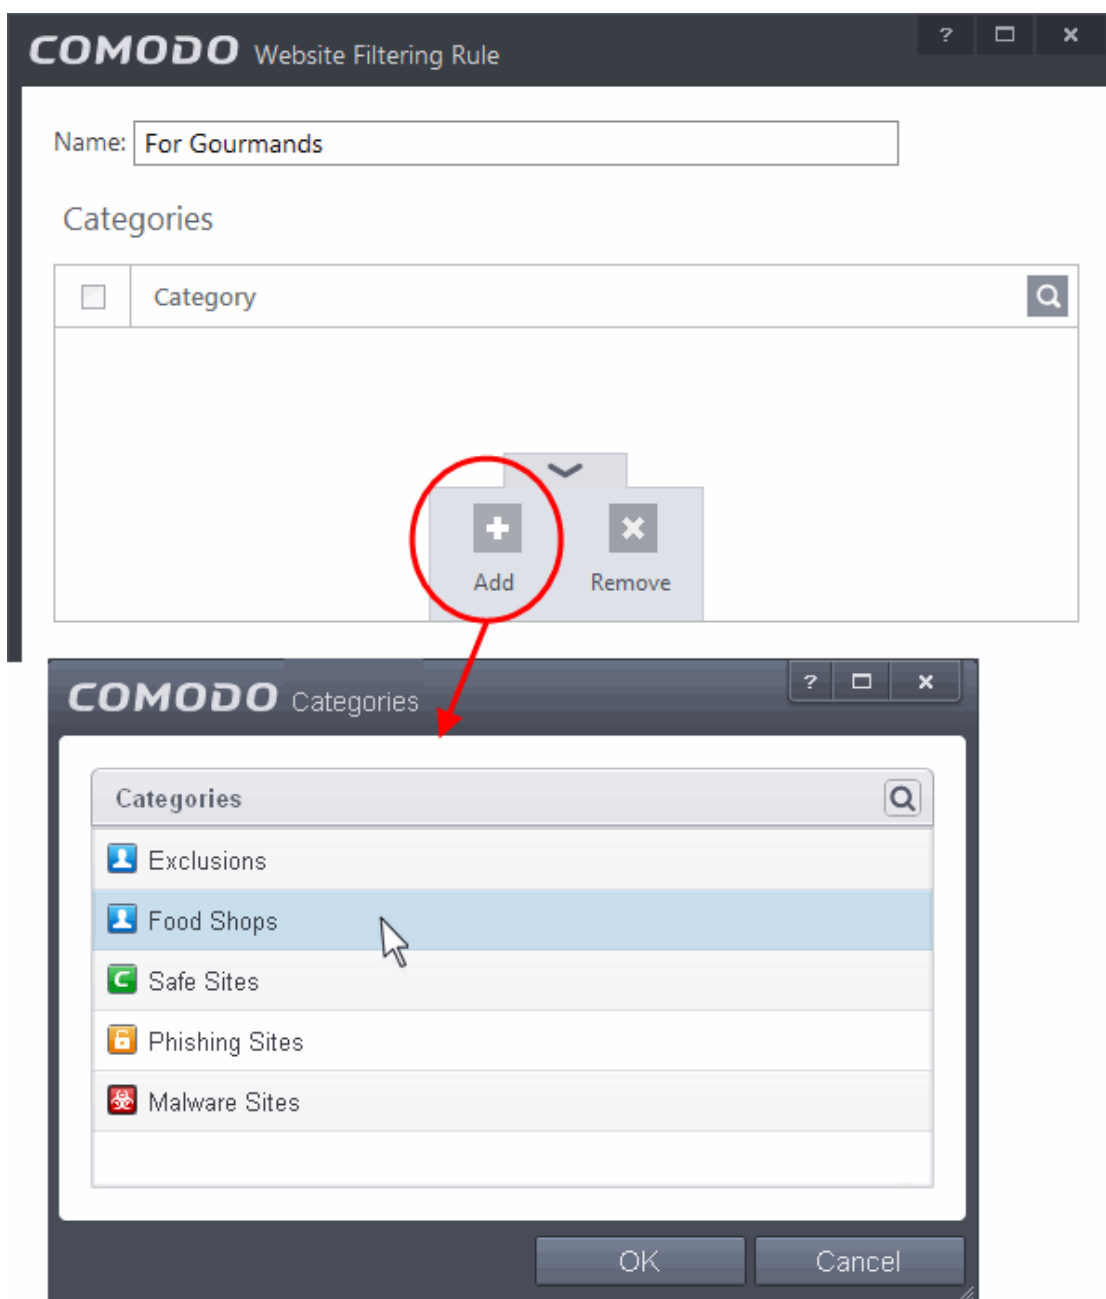 COMODO Website Filtering Rule ?
Name: For Gourmands
Categories
Category
Add Remove
COMODO Categories ?
Categories
Exclusions
Food Shops
C Safe Sites
Phishing Sites
Malware Sites
OK Cancel